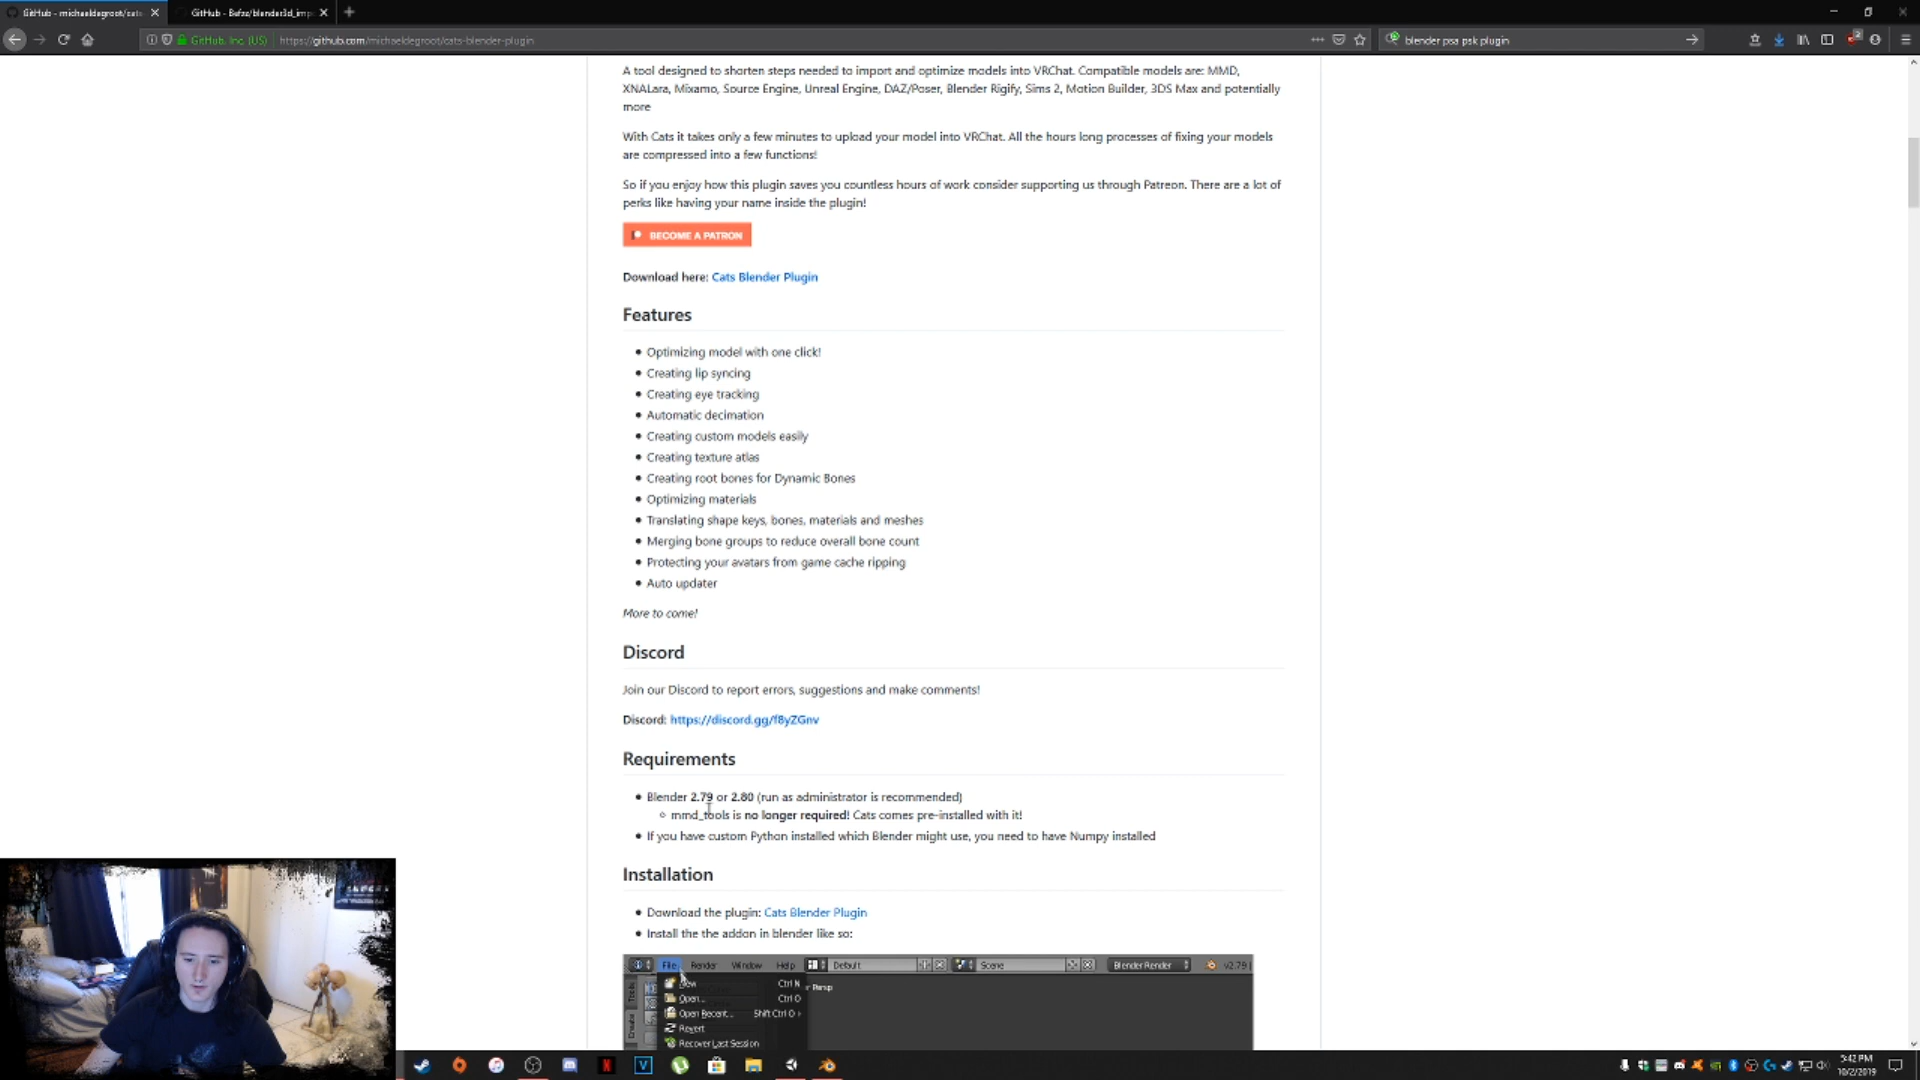 GitHub - michaeldegroot/cats
GitHub - Befzz/blender3d_imp
GitHub, Inc. (US)
https://github.com/michaeldegroot/cats-blender-plugin
blender psa psk plugin
A tool designed to shorten steps needed to import and optimize models into VRChat. Compatible models are: MMD,
XNALara, Mixamo, Source Engine, Unreal Engine, DAZ/Poser, Blender Rigify, Sims 2, Motion Builder, 3DS Max and potentially
more
With Cats it takes only a few minutes to upload your model into VRChat. All the hours long processes of fixing your models
are compressed into a few functions!
So if you enjoy how this plugin saves you countless hours of work consider supporting us through Patreon. There are a lot of
perks like having your name inside the plugin!
BECOME A PATRON
Download here: Cats Blender Plugin
Features
• Optimizing model with one click!
• Creating lip syncing
• Creating eye tracking
• Automatic decimation
• Creating custom models easily
• Creating texture atlas
• Creating root bones for Dynamic Bones
• Optimizing materials
• Translating shape keys, bones, materials and meshes
• Merging bone groups to reduce overall bone count
• Protecting your avatars from game cache ripping
• Auto updater
More to come!
Discord
Join our Discord to report errors, suggestions and make comments!
Discord: https://discord.gg/f8yZGnv
Requirements
• Blender 2.79 or 2.80 (run as administrator is recommended)
◦ mmd_tools is no longer required! Cats comes pre-installed with it!
• If you have custom Python installed which Blender might use, you need to have Numpy installed
Installation
• Download the plugin: Cats Blender Plugin
• Install the the addon in blender like so:
File Render Window Help Default Scene Blender Render v2.79
New Ctrl N
Open... Ctrl O
Open Recent... Shift Ctrl O
Revert
Recover Last Session
5:42 PM
10/2/2019